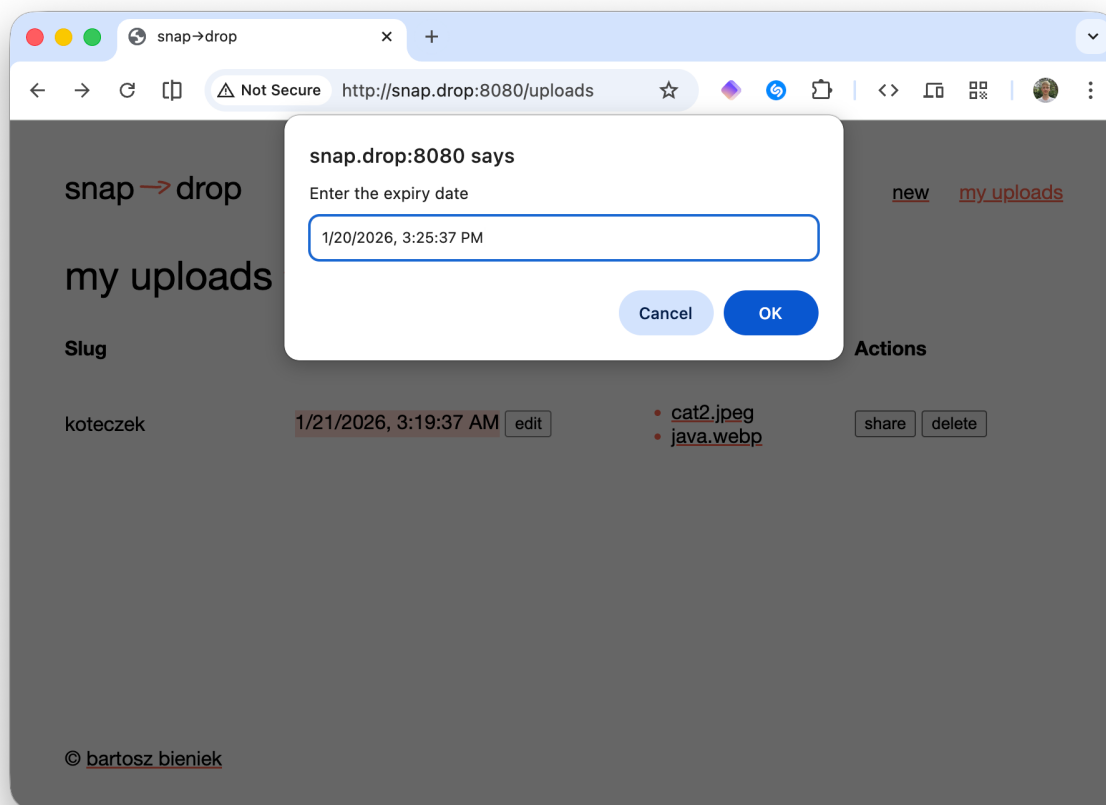 snap→drop
Not Secure http://snap.drop:8080/uploads
snap.drop:8080 says
Enter the expiry date
1/20/2026, 3:25:37 PM
Cancel OK
snap → drop
new my uploads
my uploads
Slug Actions
koteczek 1/21/2026, 3:19:37 AM edit
cat2.jpeg
java.webp
share delete
© bartosz bieniek